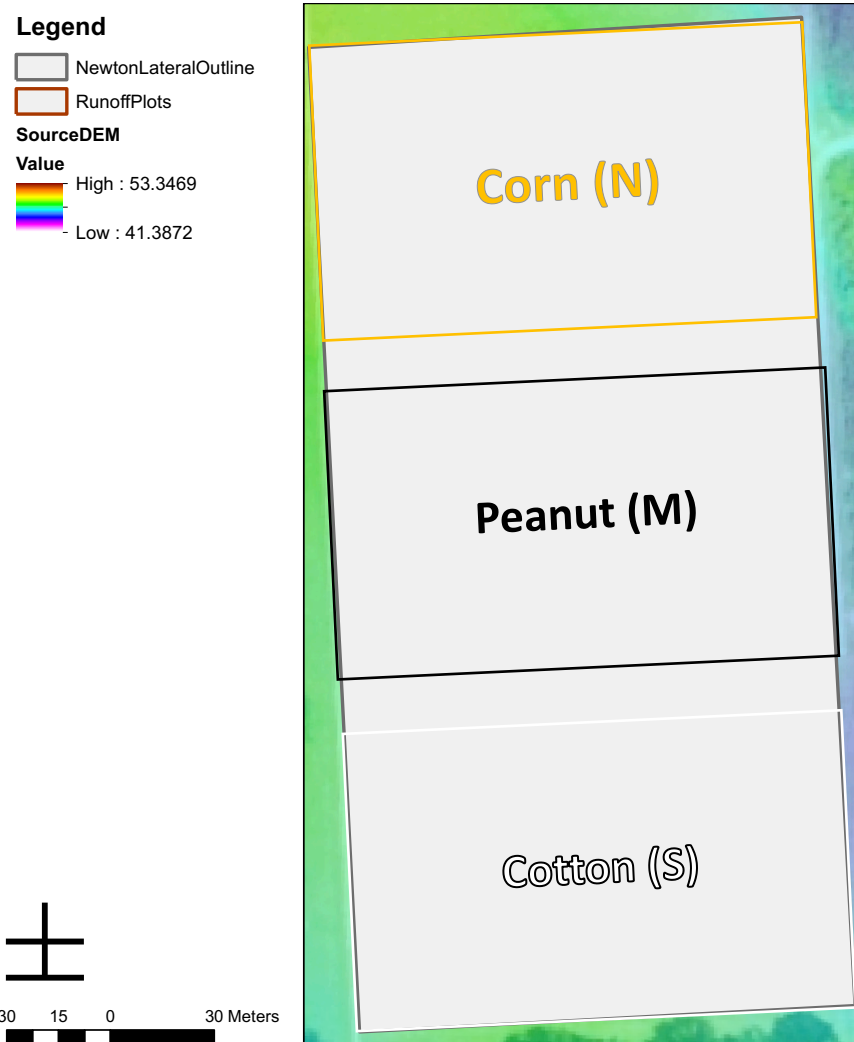 Legend
NewtonLateralOutline
RunoffPlots
SourceDEM
Value
High : 53.3469
Low : 41.3872
Corn (N)
Peanut (M)
Cotton (S)
30 15 0 30 Meters